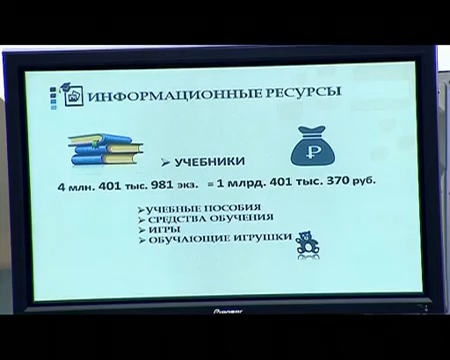 ИНФОРМАЦИОННЫЕ РЕСУРСЫ
➢ УЧЕБНИКИ
₽
4 млн. 401 тыс. 981 экз. = 1 млрд. 401 тыс. 370 руб.
➢УЧЕБНЫЕ ПОСОБИЯ
➢СРЕДСТВА ОБУЧЕНИЯ
➢ИГРЫ
➢ОБУЧАЮЩИЕ ИГРУШКИ
Pioneer